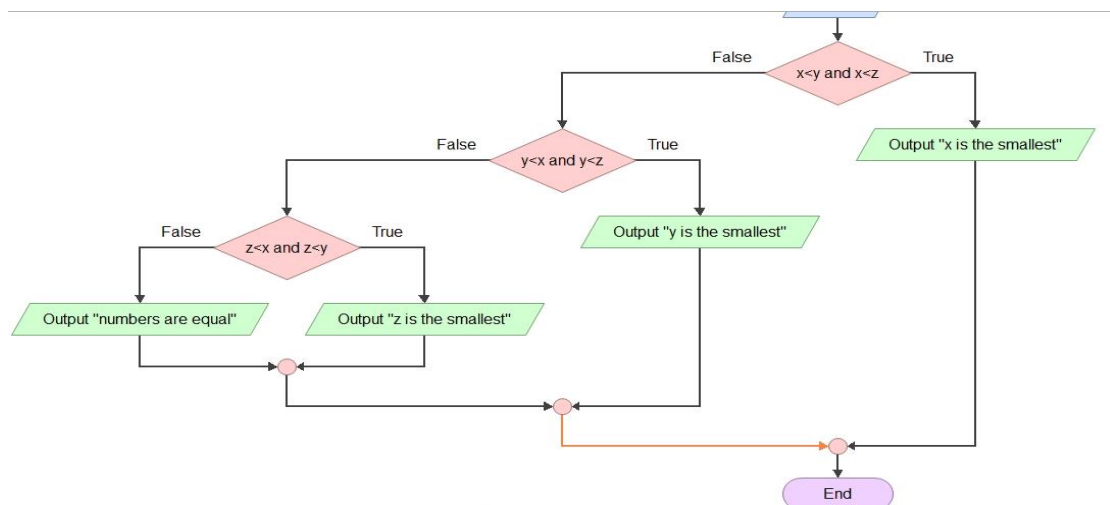 False
True
x<y and x<z
False
True
Output "x is the smallest"
y<x and y<z
False
True
Output "y is the smallest"
z<x and z<y
Output "numbers are equal"
Output "z is the smallest"
End